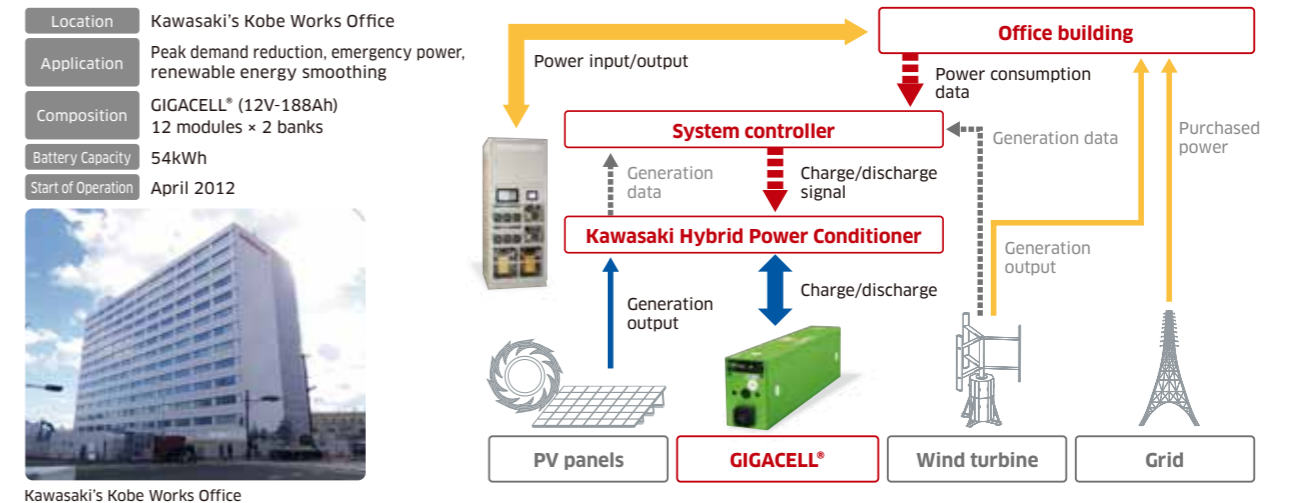 Location
Kawasaki's Kobe Works Office
Application
Peak demand reduction, emergency power,
renewable energy smoothing
Composition
GIGACELL® (12V-188Ah)
12 modules × 2 banks
Battery Capacity
54kWh
Start of Operation
April 2012
Kawasaki's Kobe Works Office
Office building
Power input/output
Power consumption
data
System controller
Generation data
Purchased
power
Generation
data
Charge/discharge
signal
Kawasaki Hybrid Power Conditioner
Generation
output
Charge/discharge
Generation
output
PV panels
GIGACELL®
Wind turbine
Grid